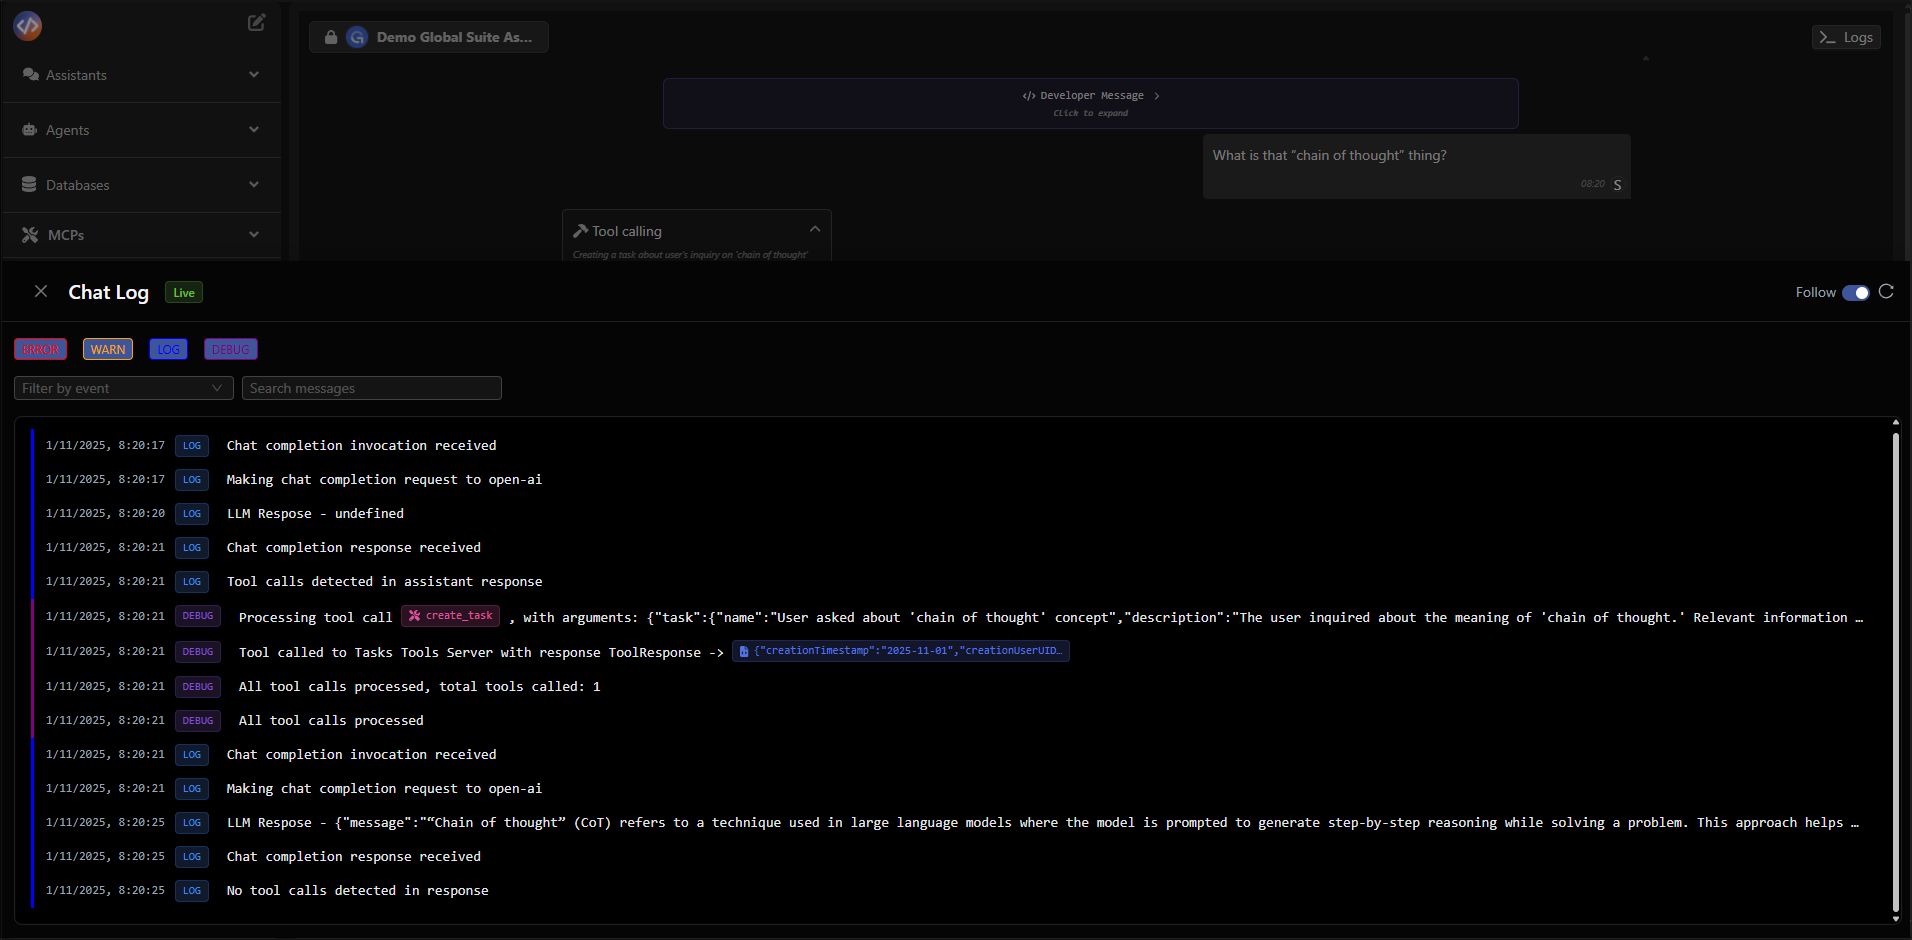 Assistants
Agents
Databases
MCPs
Demo Global Suite As...
Logs
</> Developer Message >
Click to expand
What is that “chain of thought” thing?
08:20 S
Tool calling
Creating a task about user's inquiry on 'chain of thought'
Chat Log Live
Follow
ERROR WARN LOG DEBUG
Filter by event Search messages
1/11/2025, 8:20:17 LOG Chat completion invocation received
1/11/2025, 8:20:17 LOG Making chat completion request to open-ai
1/11/2025, 8:20:20 LOG LLM Respose - undefined
1/11/2025, 8:20:21 LOG Chat completion response received
1/11/2025, 8:20:21 LOG Tool calls detected in assistant response
1/11/2025, 8:20:21 DEBUG Processing tool call create_task , with arguments: {"task":{"name":"User asked about 'chain of thought' concept","description":"The user inquired about the meaning of 'chain of thought.' Relevant information …
1/11/2025, 8:20:21 DEBUG Tool called to Tasks Tools Server with response ToolResponse -> {"creationTimestamp":"2025-11-01","creationUserUID…
1/11/2025, 8:20:21 DEBUG All tool calls processed, total tools called: 1
1/11/2025, 8:20:21 DEBUG All tool calls processed
1/11/2025, 8:20:21 LOG Chat completion invocation received
1/11/2025, 8:20:21 LOG Making chat completion request to open-ai
1/11/2025, 8:20:25 LOG LLM Respose - {"message":"“Chain of thought” (CoT) refers to a technique used in large language models where the model is prompted to generate step-by-step reasoning while solving a problem. This approach helps …
1/11/2025, 8:20:25 LOG Chat completion response received
1/11/2025, 8:20:25 LOG No tool calls detected in response